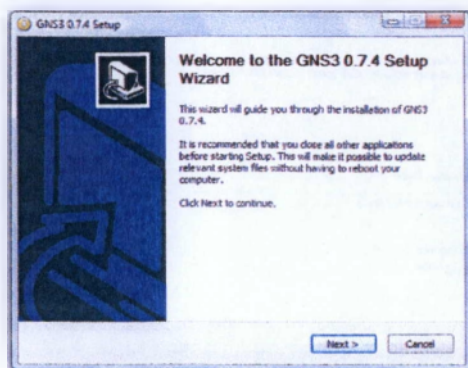 GNS3 0.7.4 Setup
Welcome to the GNS3 0.7.4 Setup
Wizard
This wizard will guide you through the installation of GNS3
0.7.4.
It is recommended that you close all other applications
before starting Setup. This will make it possible to update
relevant system files without having to reboot your
computer.
Click Next to continue.
Next >
Cancel